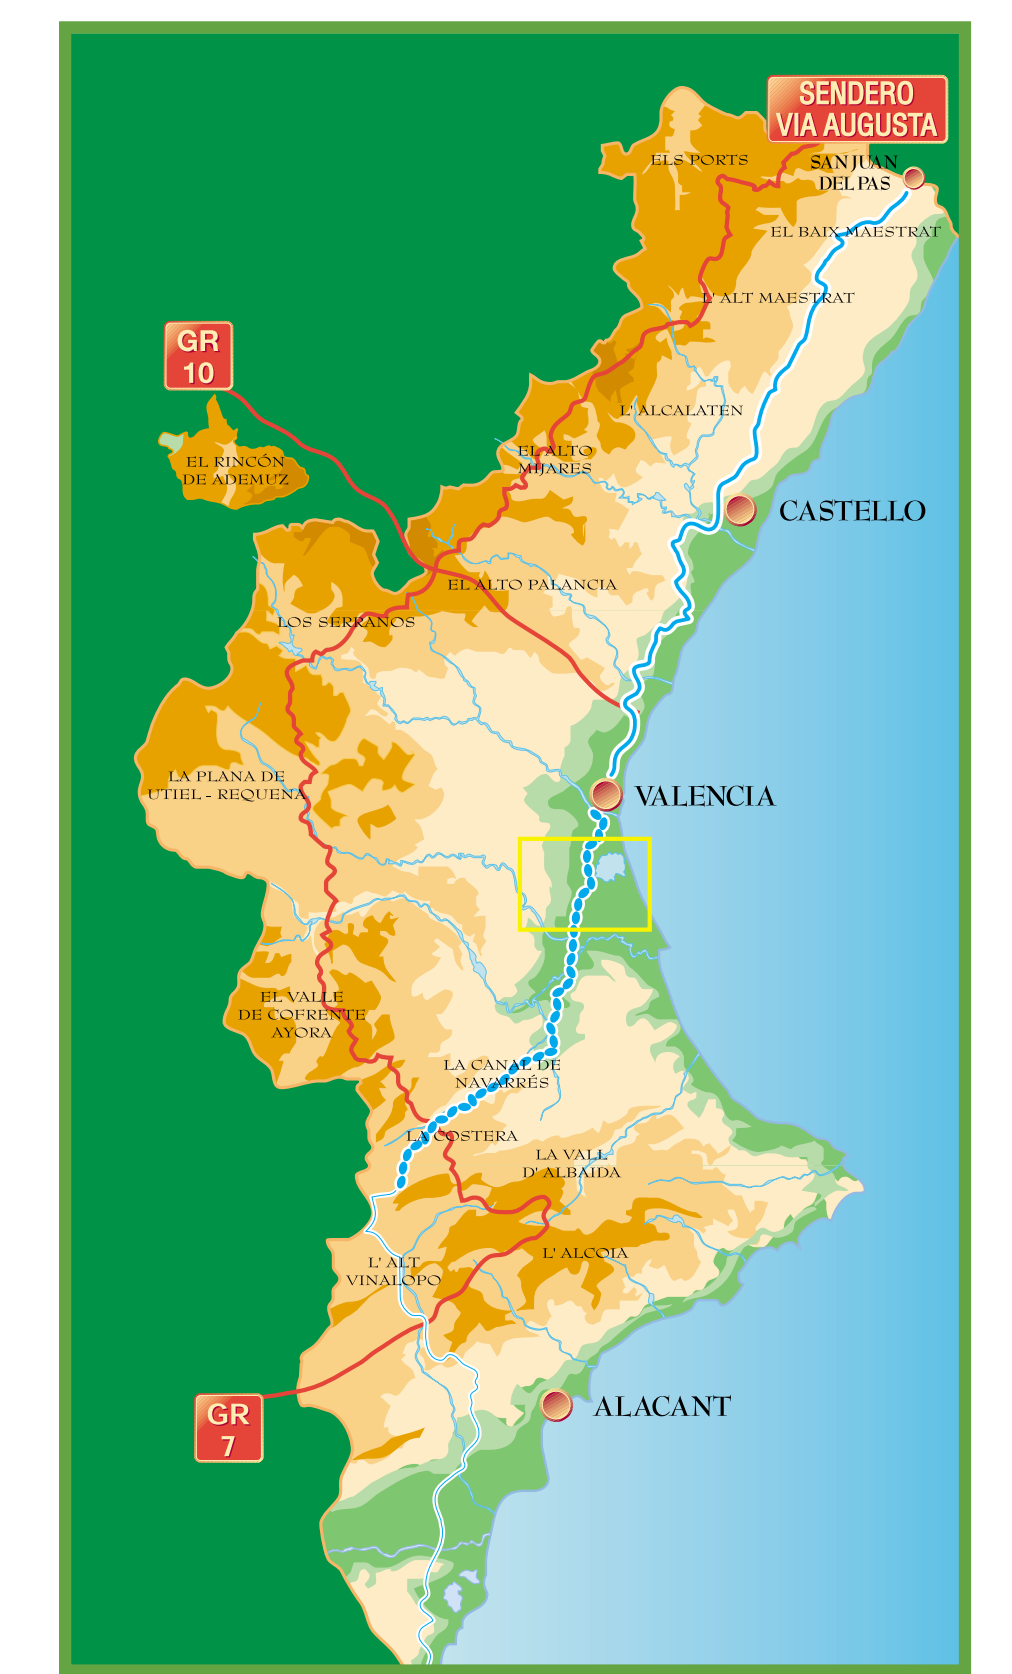 SENDERO
VIA AUGUSTA
ELS PORTS
SAN JUAN
DEL PAS
EL BAIX MAESTRAT
L' ALT MAESTRAT
GR
10
L' ALCALATEN
EL ALTO
MIJARES
EL RINCÓN
DE ADEMUZ
CASTELLO
EL ALTO PALANCIA
LOS SERRANOS
LA PLANA DE
UTIEL - REQUENA
VALENCIA
EL VALLE
DE COFRENTE
AYORA
LA CANAL DE
NAVARRÉS
LA COSTERA
LA VALL
D' ALBAIDA
L' ALCOIA
L' ALT
VINALOPO
GR
7
ALACANT